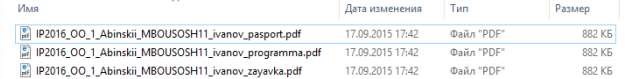 Имя Дата изменения Тип Размер
IP2016_OO_1_Abinskii_MBOUSOSH11_ivanov_pasport.pdf 17.09.2015 17:42 Файл "PDF" 882 КБ
IP2016_OO_1_Abinskii_MBOUSOSH11_ivanov_programma.pdf 17.09.2015 17:42 Файл "PDF" 882 КБ
IP2016_OO_1_Abinskii_MBOUSOSH11_ivanov_zayavka.pdf 17.09.2015 17:42 Файл "PDF" 882 КБ